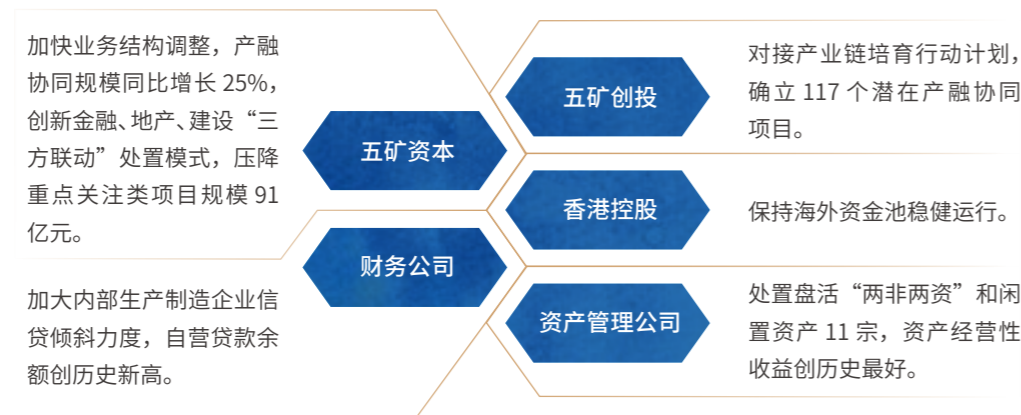 加快业务结构调整，产融
协同规模同比增长 25%，
创新金融、地产、建设“三
方联动”处置模式，压降
重点关注类项目规模 91
亿元。
五矿资本
财务公司
加大内部生产制造企业信
贷倾斜力度，自营贷款余
额创历史新高。
五矿创投
对接产业链培育行动计划，
确立 117 个潜在产融协同
项目。
香港控股
保持海外资金池稳健运行。
资产管理公司
处置盘活“两非两资”和闲
置资产 11 宗，资产经营性
收益创历史最好。